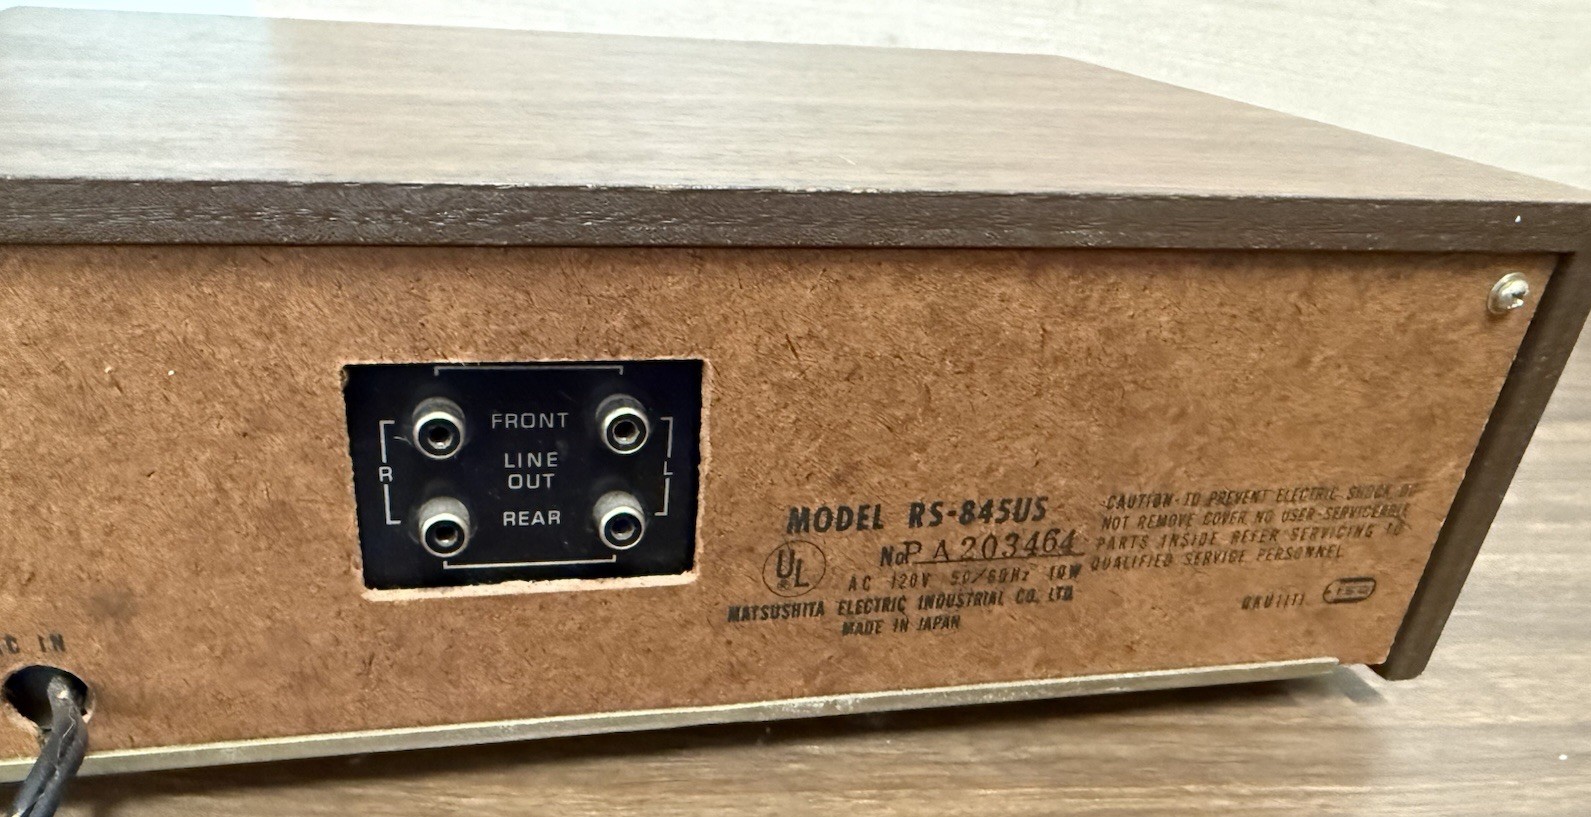 FRONT
LINE
OUT
REAR
R
L
MODEL RS-845US
UL
No. PA203464
AC 120V 50/60Hz 10W
MATSUSHITA ELECTRIC INDUSTRIAL CO., LTD.
MADE IN JAPAN
CAUTION-TO PREVENT ELECTRIC SHOCK DO
NOT REMOVE COVER NO USER-SERVICEABLE
PARTS INSIDE REFER SERVICING TO
QUALIFIED SERVICE PERSONNEL
C IN